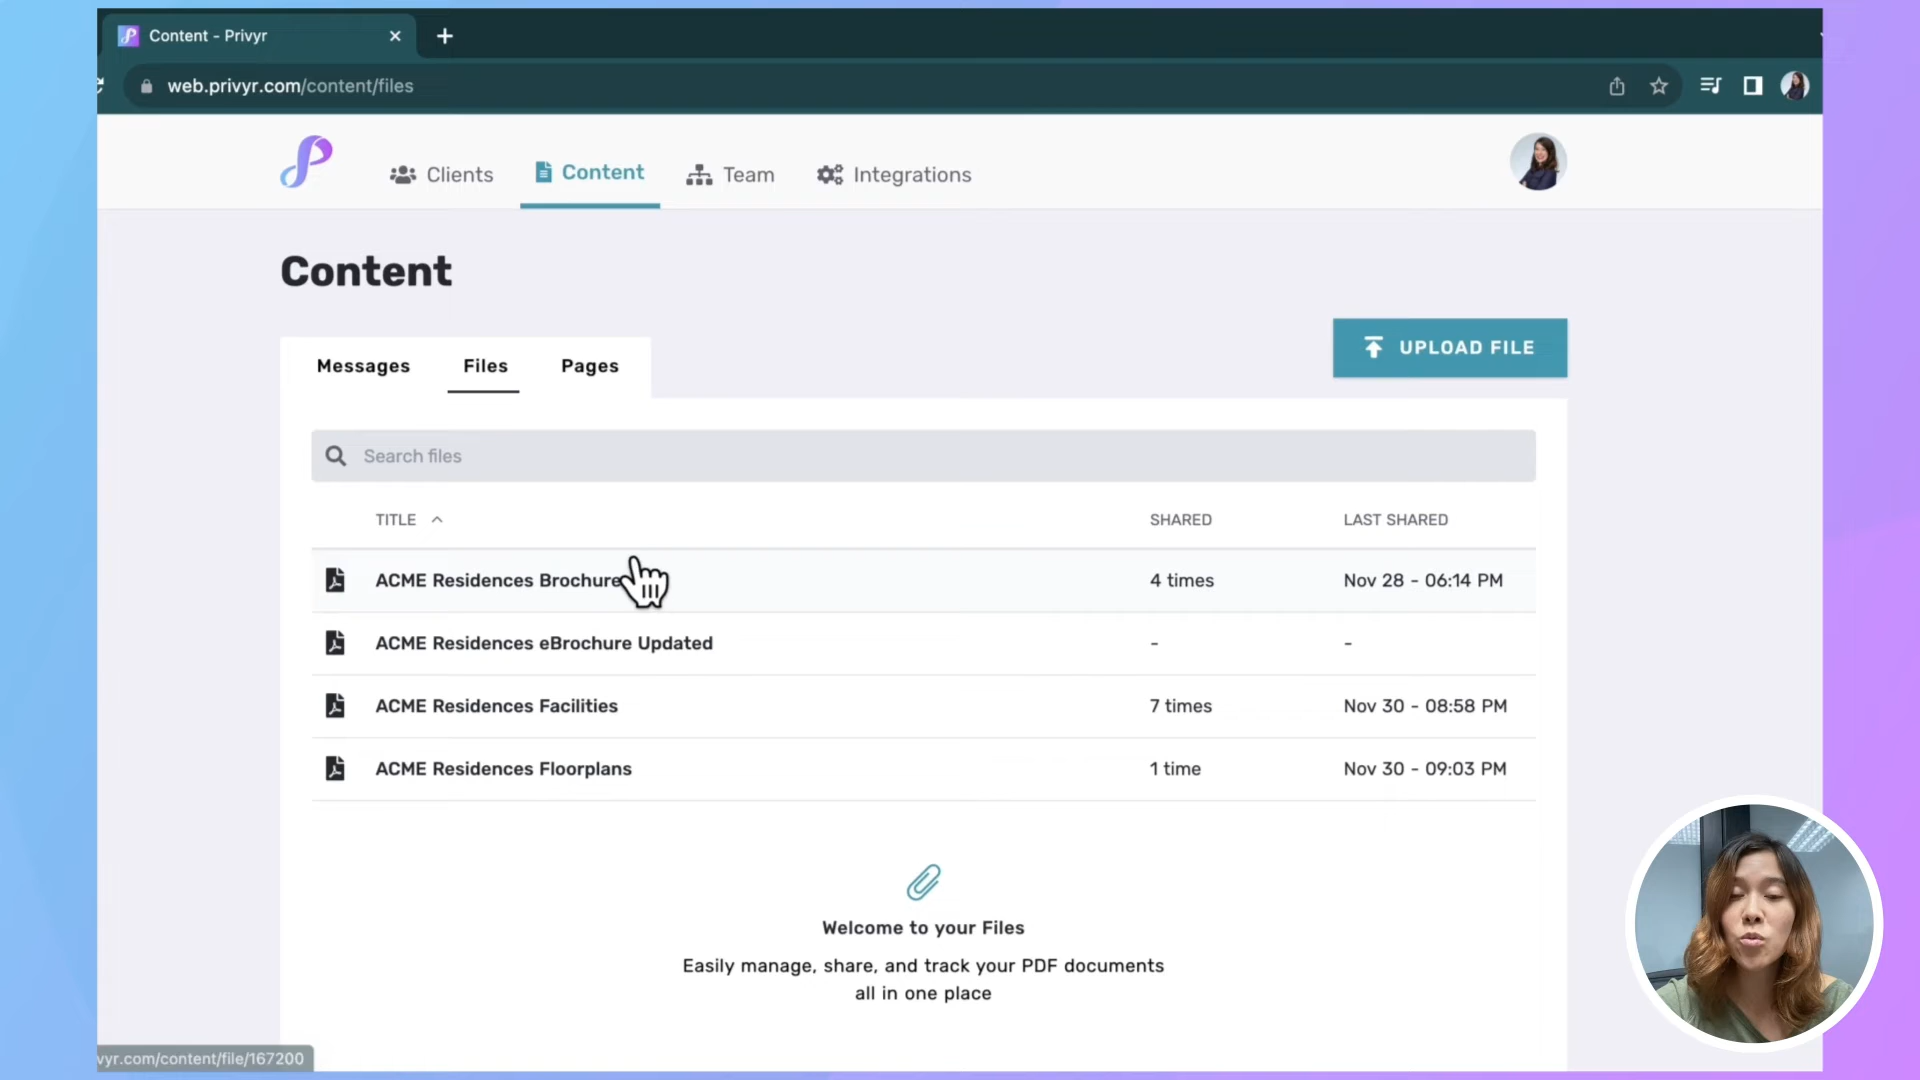 Content - Privyr
web.privyr.com/content/files
Clients
Content
Team
Integrations
Content
UPLOAD FILE
Messages
Files
Pages
Search files
TITLE
SHARED
LAST SHARED
ACME Residences Brochure
4 times
Nov 28 - 06:14 PM
ACME Residences eBrochure Updated
-
-
ACME Residences Facilities
7 times
Nov 30 - 08:58 PM
ACME Residences Floorplans
1 time
Nov 30 - 09:03 PM
Welcome to your Files
Easily manage, share, and track your PDF documents
all in one place
vyr.com/content/file/167200